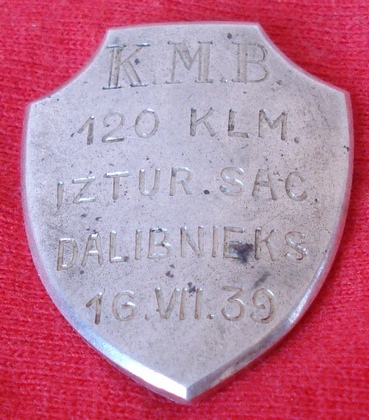 K.M.B
120 KLM.
IZTUR.SAC
DALIBNIEKS
16.VII.39